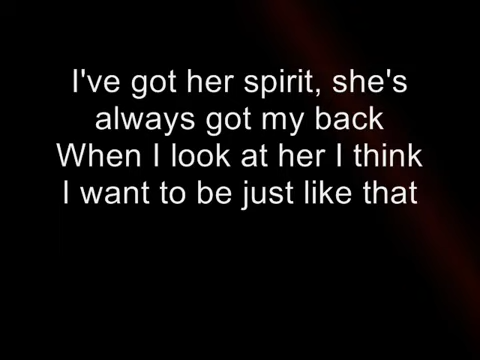 I've got her spirit, she's
always got my back
When I look at her I think
I want to be just like that